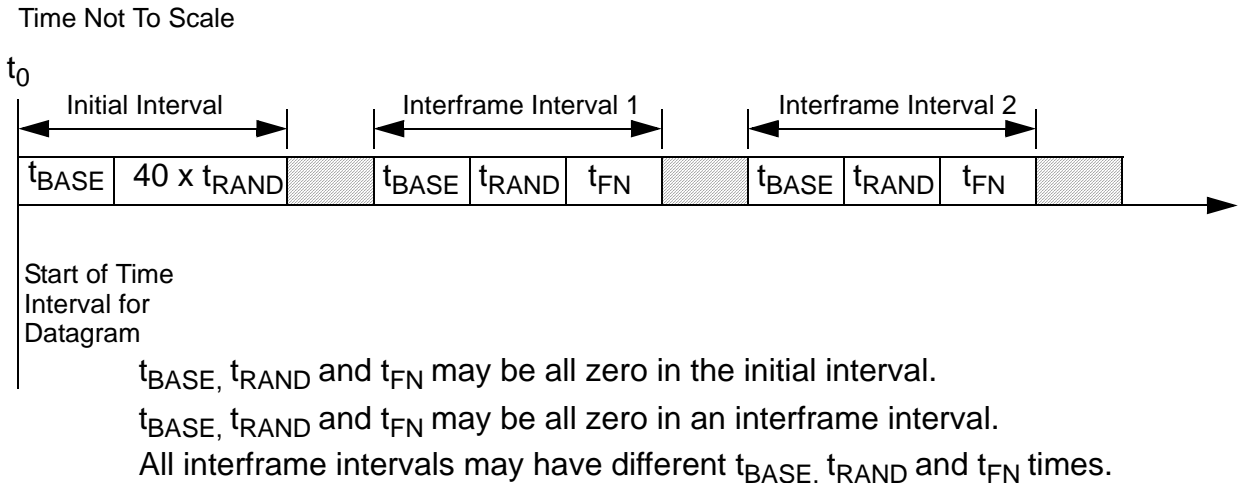 Time Not To Scale
t0
Initial Interval Interframe Interval 1 Interframe Interval 2
tBASE 40 x tRAND tBASE tRAND tFN tBASE tRAND tFN
Start of Time
Interval for
Datagram
tBASE, tRAND and tFN may be all zero in the initial interval.
tBASE, tRAND and tFN may be all zero in an interframe interval.
All interframe intervals may have different tBASE, tRAND and tFN times.